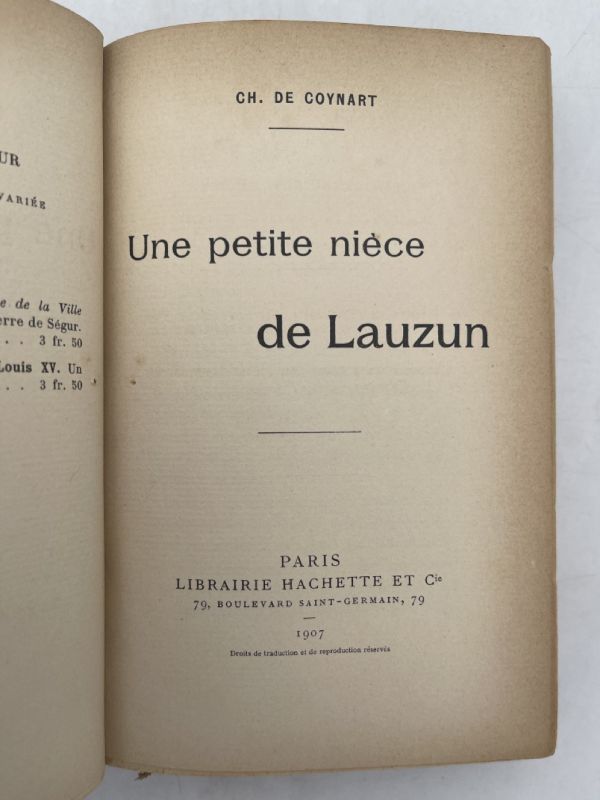 UR
VARIÉE
e de la Ville
erre de Ségur.
. . 3 fr. 50
Louis XV. Un
. . 3 fr. 50
CH. DE COYNART
Une petite nièce
de Lauzun
PARIS
LIBRAIRIE HACHETTE ET Cie
79, BOULEVARD SAINT-GERMAIN, 79
1907
Droits de traduction et de reproduction réservés